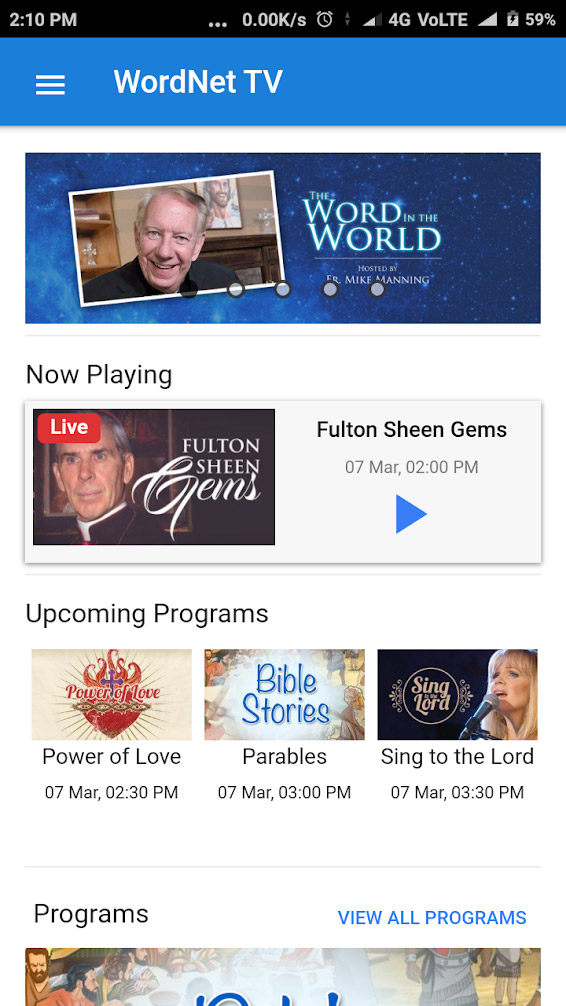 2:10 PM ... 0.00K/s 4G VoLTE 59%
WordNet TV
THE
WORD IN THE
WORLD
HOSTED BY
FR. MIKE MANNING
Now Playing
Live
FULTON
SHEEN
Gems
Fulton Sheen Gems
07 Mar, 02:00 PM
Upcoming Programs
Power of Love
Bible
Stories
Sing
to the
Lord
Power of Love
Parables
Sing to the Lord
07 Mar, 02:30 PM
07 Mar, 03:00 PM
07 Mar, 03:30 PM
Programs
VIEW ALL PROGRAMS